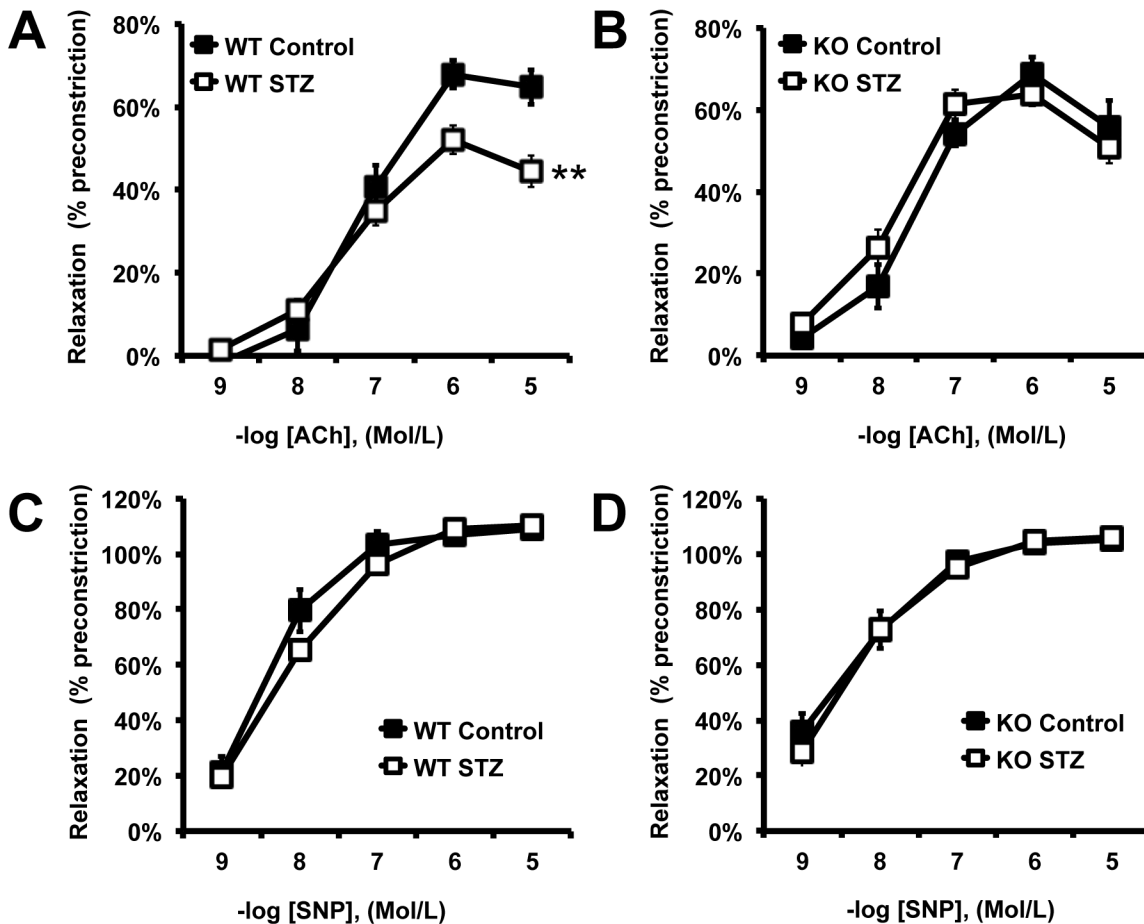 A
Relaxation (% preconstriction)
80%
60%
40%
20%
0%
WT Control
WT STZ
**
9 8 7 6 5
-log [ACh], (Mol/L)
B
Relaxation (% preconstriction)
80%
60%
40%
20%
0%
KO Control
KO STZ
9 8 7 6 5
-log [ACh], (Mol/L)
C
Relaxation (% preconstriction)
120%
100%
80%
60%
40%
20%
0%
WT Control
WT STZ
9 8 7 6 5
-log [SNP], (Mol/L)
D
Relaxation (% preconstriction)
120%
100%
80%
60%
40%
20%
0%
KO Control
KO STZ
9 8 7 6 5
-log [SNP], (Mol/L)